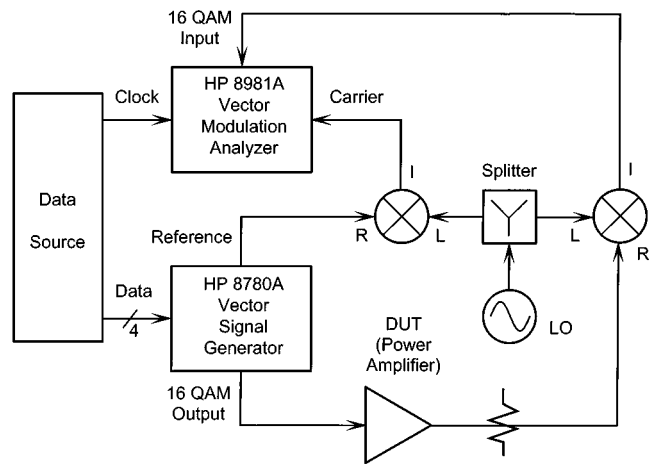 16 QAM
Input
HP 8981A
Vector
Modulation
Analyzer
Clock
Carrier
Data
Source
I
I
Splitter
Reference
R
L
L
R
Data
4
HP 8780A
Vector
Signal
Generator
LO
DUT
(Power
Amplifier)
16 QAM
Output